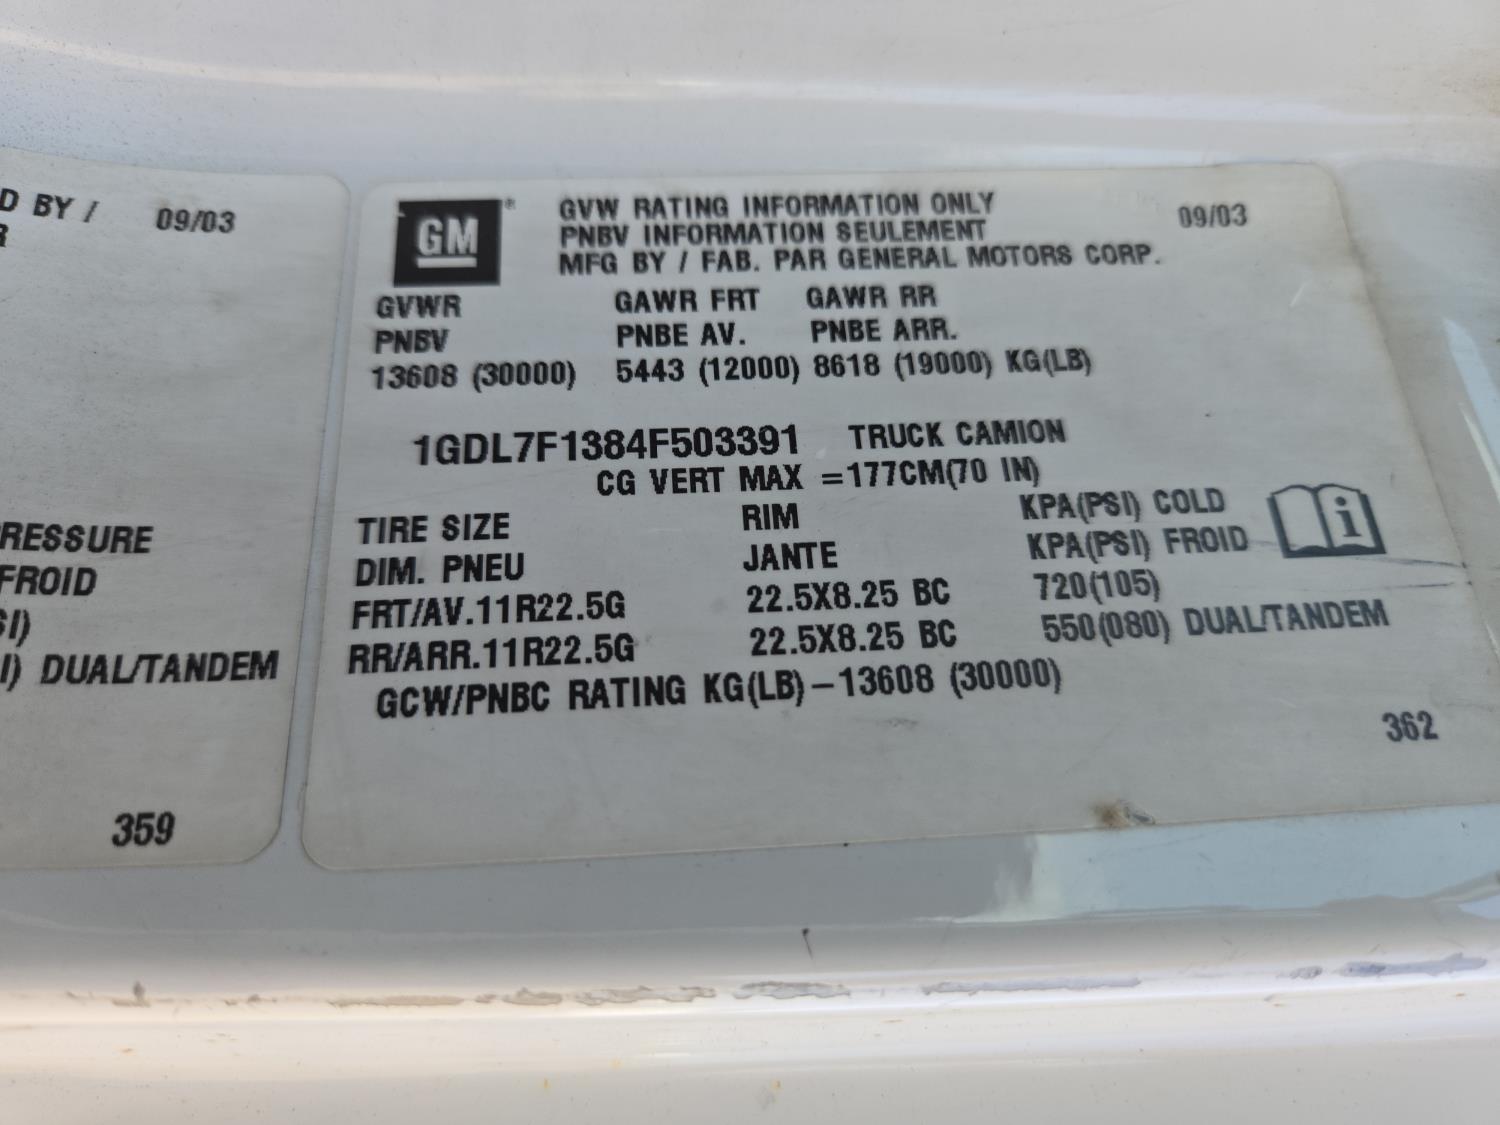 D BY / 09/03
R
RESSURE
FROID
SI)
I) DUAL/TANDEM
359
GM®
GVW RATING INFORMATION ONLY 09/03
PNBV INFORMATION SEULEMENT
MFG BY / FAB. PAR GENERAL MOTORS CORP.
GVWR GAWR FRT GAWR RR
PNBV PNBE AV. PNBE ARR.
13608 (30000) 5443 (12000) 8618 (19000) KG(LB)
1GDL7F1384F503391 TRUCK CAMION
CG VERT MAX =177CM(70 IN)
TIRE SIZE RIM KPA(PSI) COLD
DIM. PNEU JANTE KPA(PSI) FROID
FRT/AV.11R22.5G 22.5X8.25 BC 720(105)
RR/ARR.11R22.5G 22.5X8.25 BC 550(080) DUAL/TANDEM
GCW/PNBC RATING KG(LB)-13608 (30000)
362